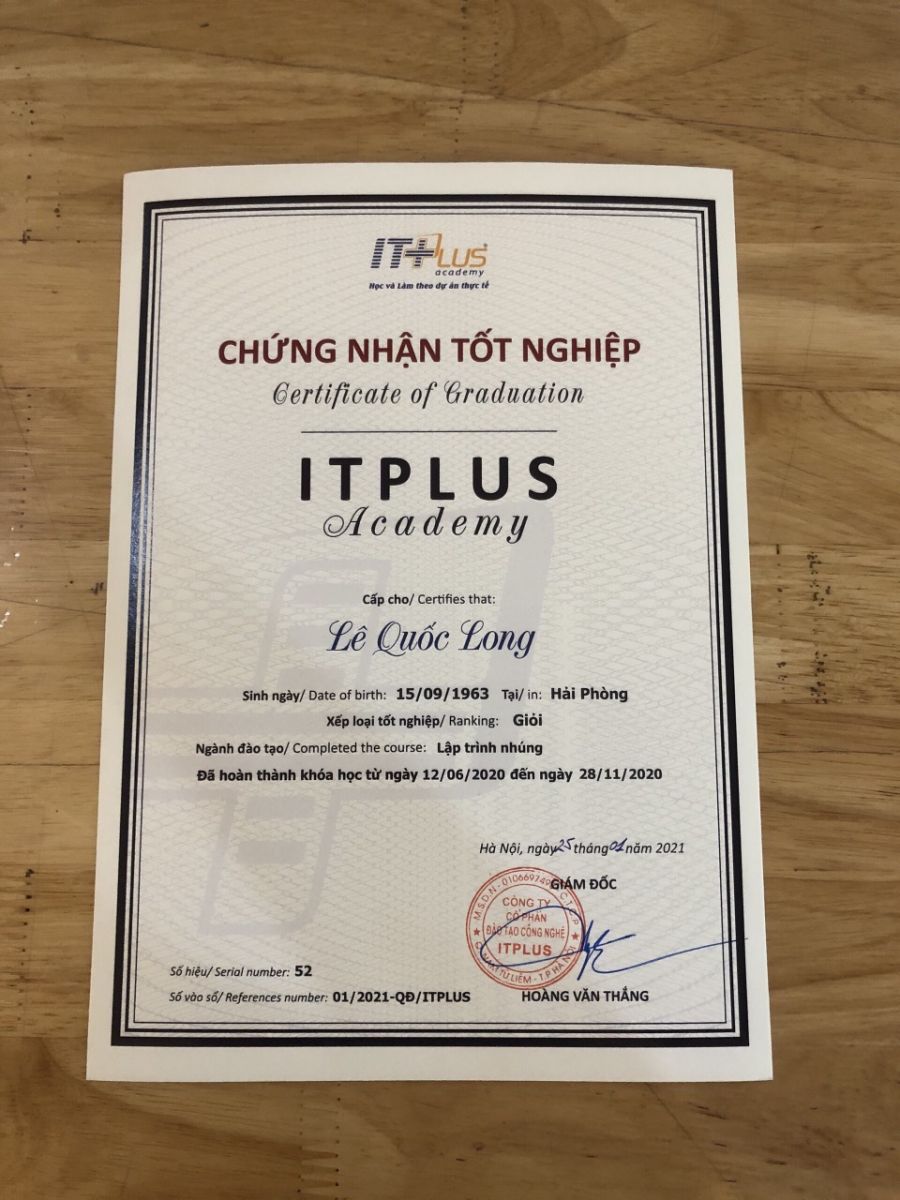 ITPLUS
academy
Học và Làm theo dự án thực tế
CHỨNG NHẬN TỐT NGHIỆP
Certificate of Graduation
ITPLUS
Academy
Cấp cho/ Certifies that:
Lê Quốc Long
Sinh ngày/ Date of birth: 15/09/1963 Tại/ in: Hải Phòng
Xếp loại tốt nghiệp/ Ranking: Giỏi
Ngành đào tạo/ Completed the course: Lập trình nhúng
Đã hoàn thành khóa học từ ngày 12/06/2020 đến ngày 28/11/2020
Hà Nội, ngày 25 tháng 01 năm 2021
GIÁM ĐỐC
CÔNG TY
CỔ PHẦN
ĐÀO TẠO CÔNG NGHỆ
ITPLUS
HOÀNG VĂN THẮNG
Số hiệu/ Serial number: 52
Số vào sổ/ References number: 01/2021-QĐ/ITPLUS